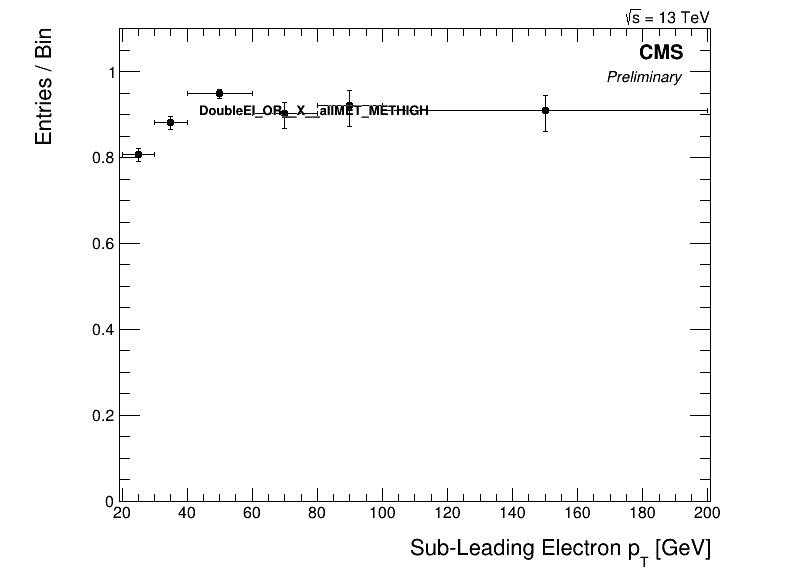 √s = 13 TeV
CMS
Preliminary
Entries / Bin
1
0.8
0.6
0.4
0.2
0
DoubleEl_OR__X__allMET_METHIGH
20 40 60 80 100 120 140 160 180 200
Sub-Leading Electron p_T [GeV]